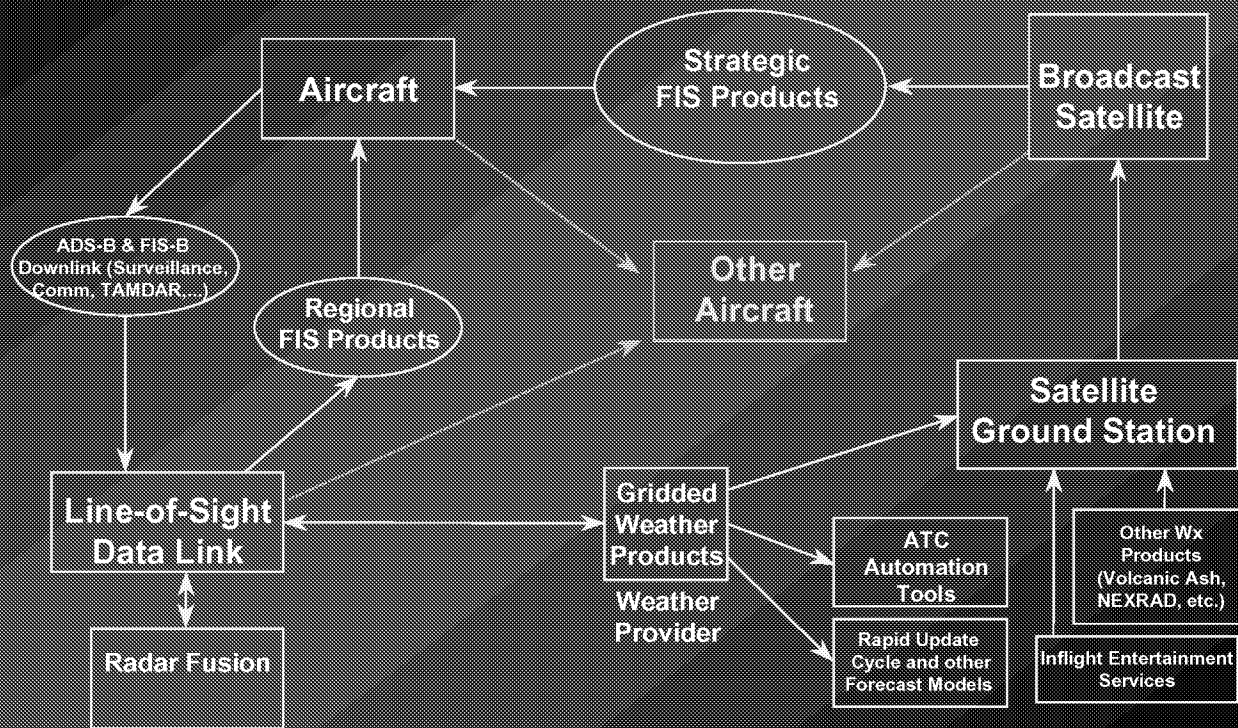 Strategic
FIS Products
Broadcast
Satellite
Aircraft
ADS-B & FIS-B
Downlink (Surveillance,
Comm, TAMDAR,...)
Regional
FIS Products
Other
Aircraft
Satellite
Ground Station
Line-of-Sight
Data Link
Gridded
Weather
Products
Weather
Provider
ATC
Automation
Tools
Other Wx
Products
(Volcanic Ash,
NEXRAD, etc.)
Radar Fusion
Rapid Update
Cycle and other
Forecast Models
Inflight Entertainment
Services